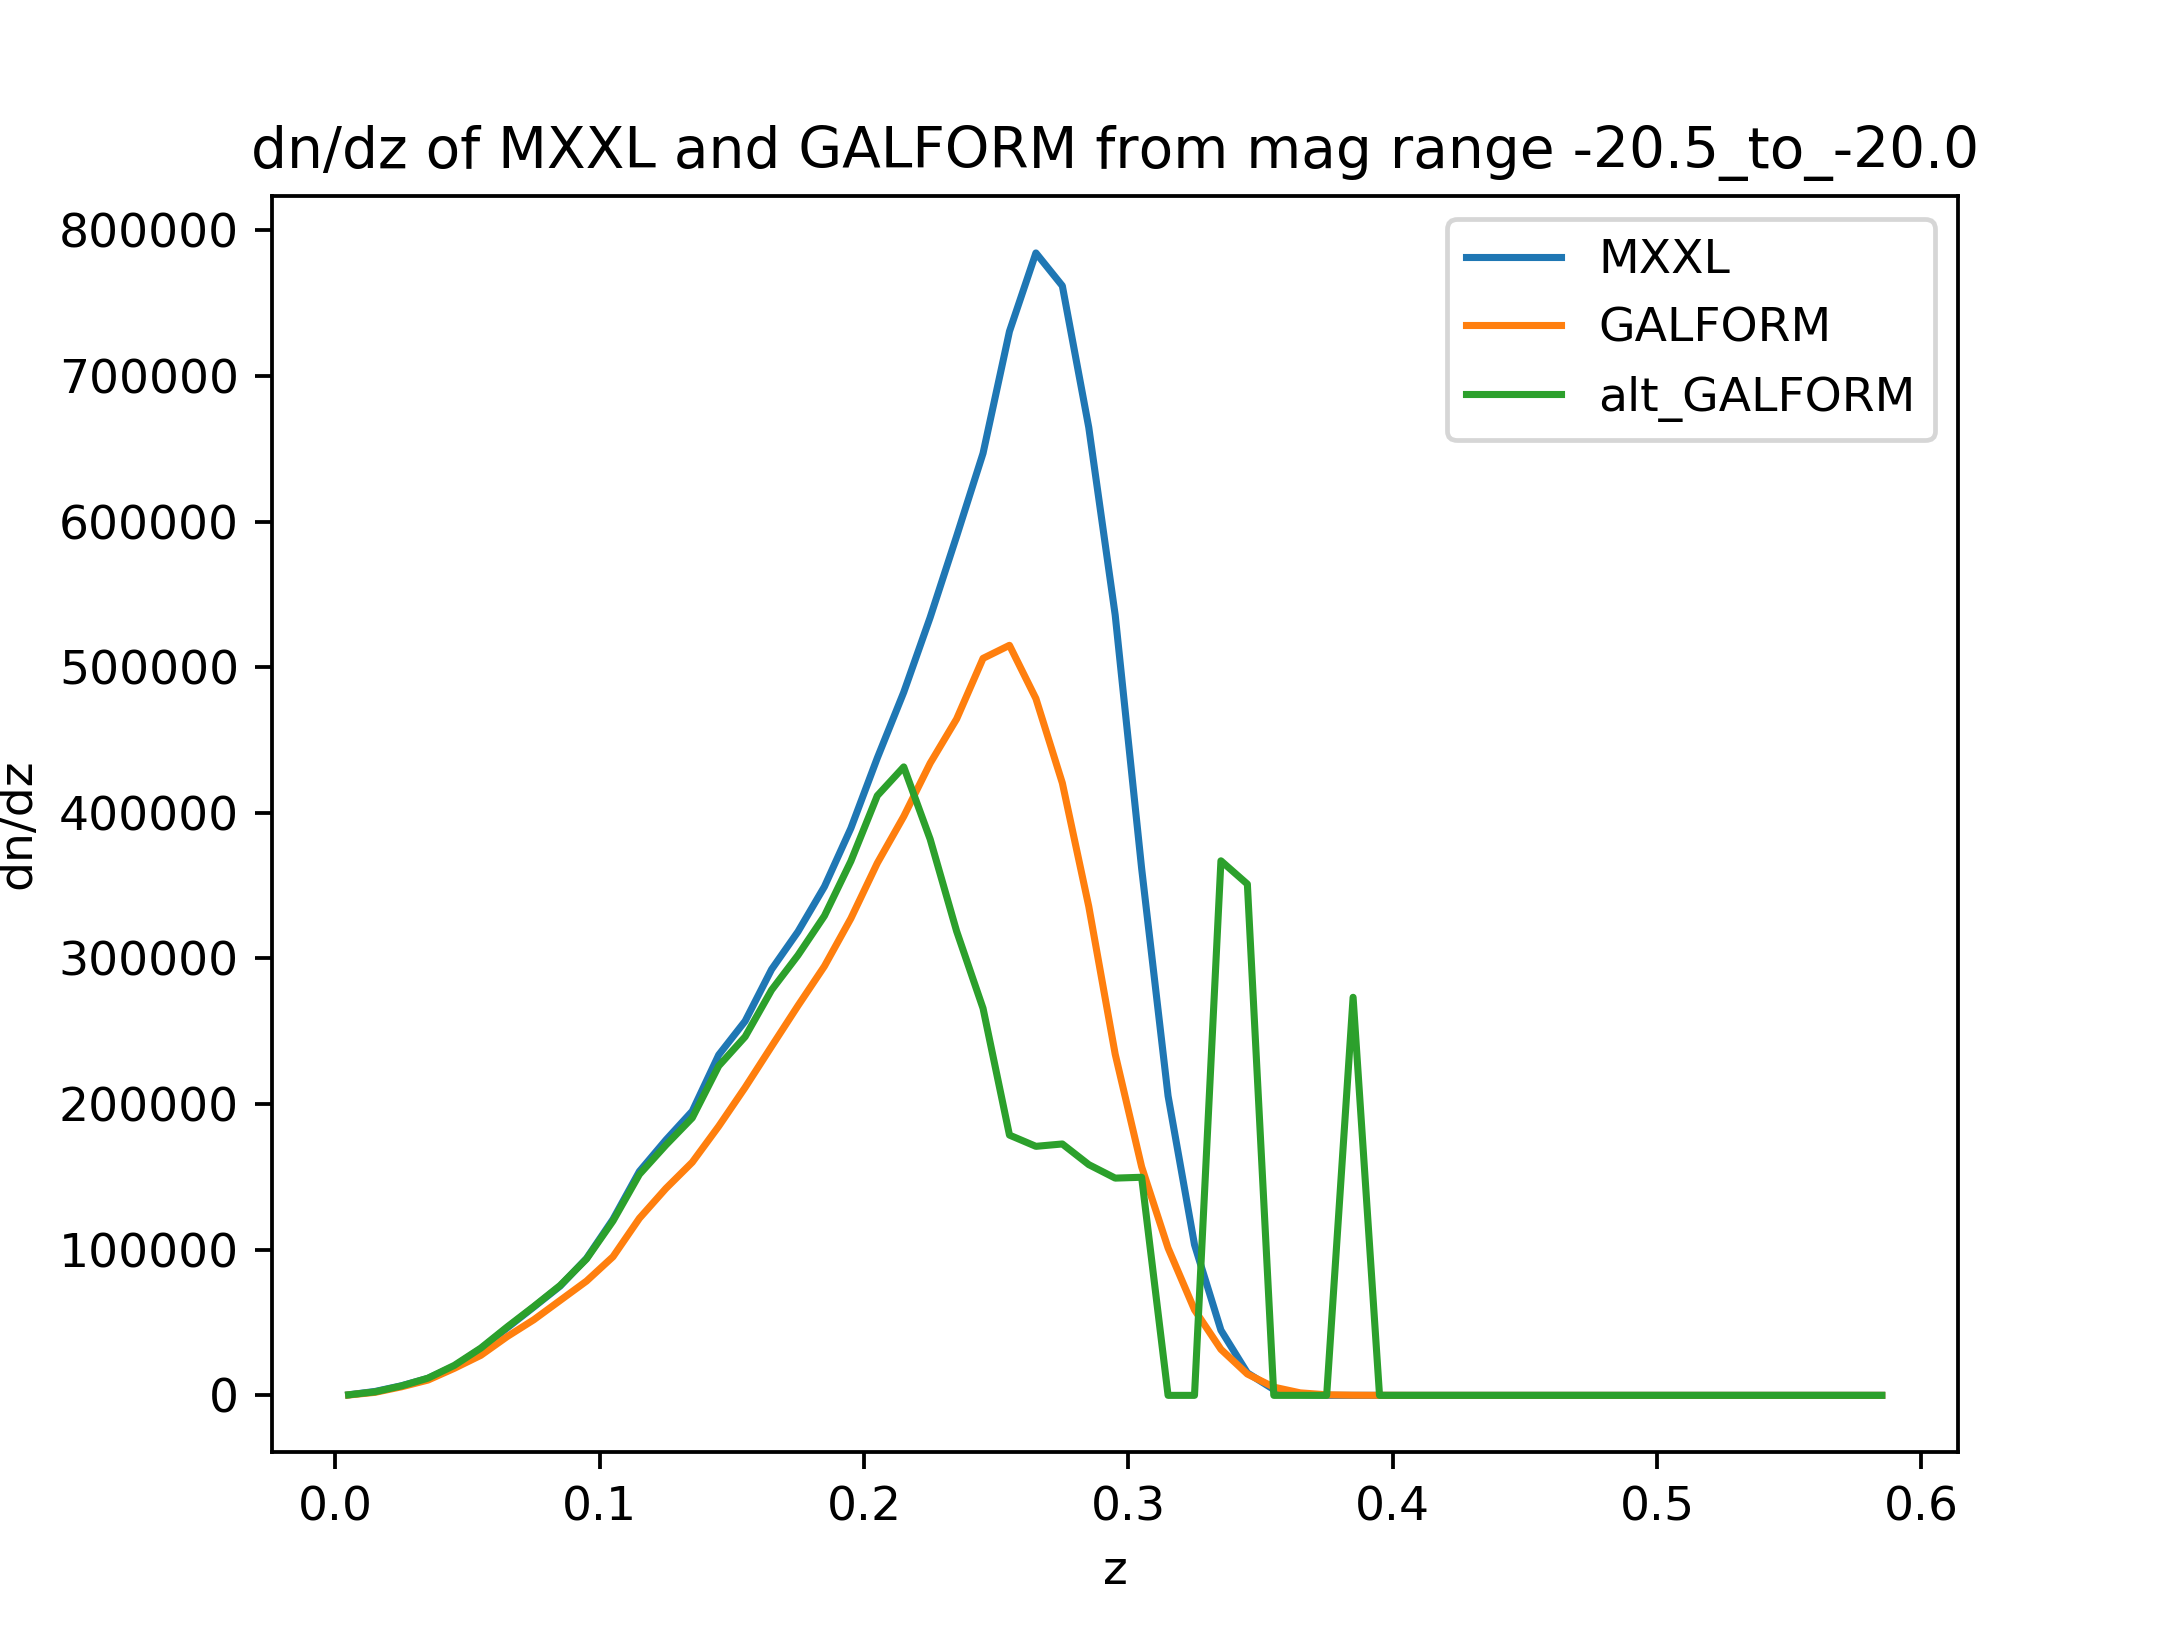 dn/dz of MXXL and GALFORM from mag range -20.5_to_-20.0
800000
700000
600000
500000
400000
300000
200000
100000
0
dn/dz
MXXL
GALFORM
alt_GALFORM
0.0 0.1 0.2 0.3 0.4 0.5 0.6
z